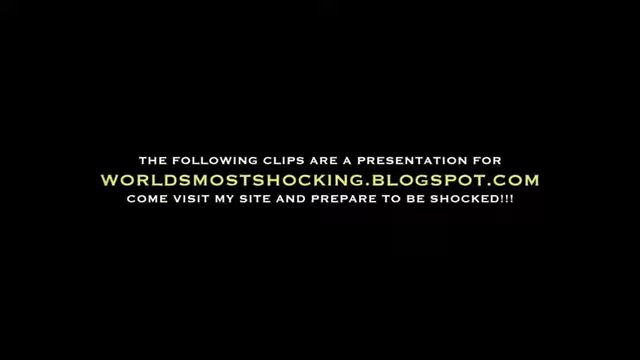 THE FOLLOWING CLIPS ARE A PRESENTATION FOR
WORLDSMOSTSHOCKING.BLOGSPOT.COM
COME VISIT MY SITE AND PREPARE TO BE SHOCKED!!!